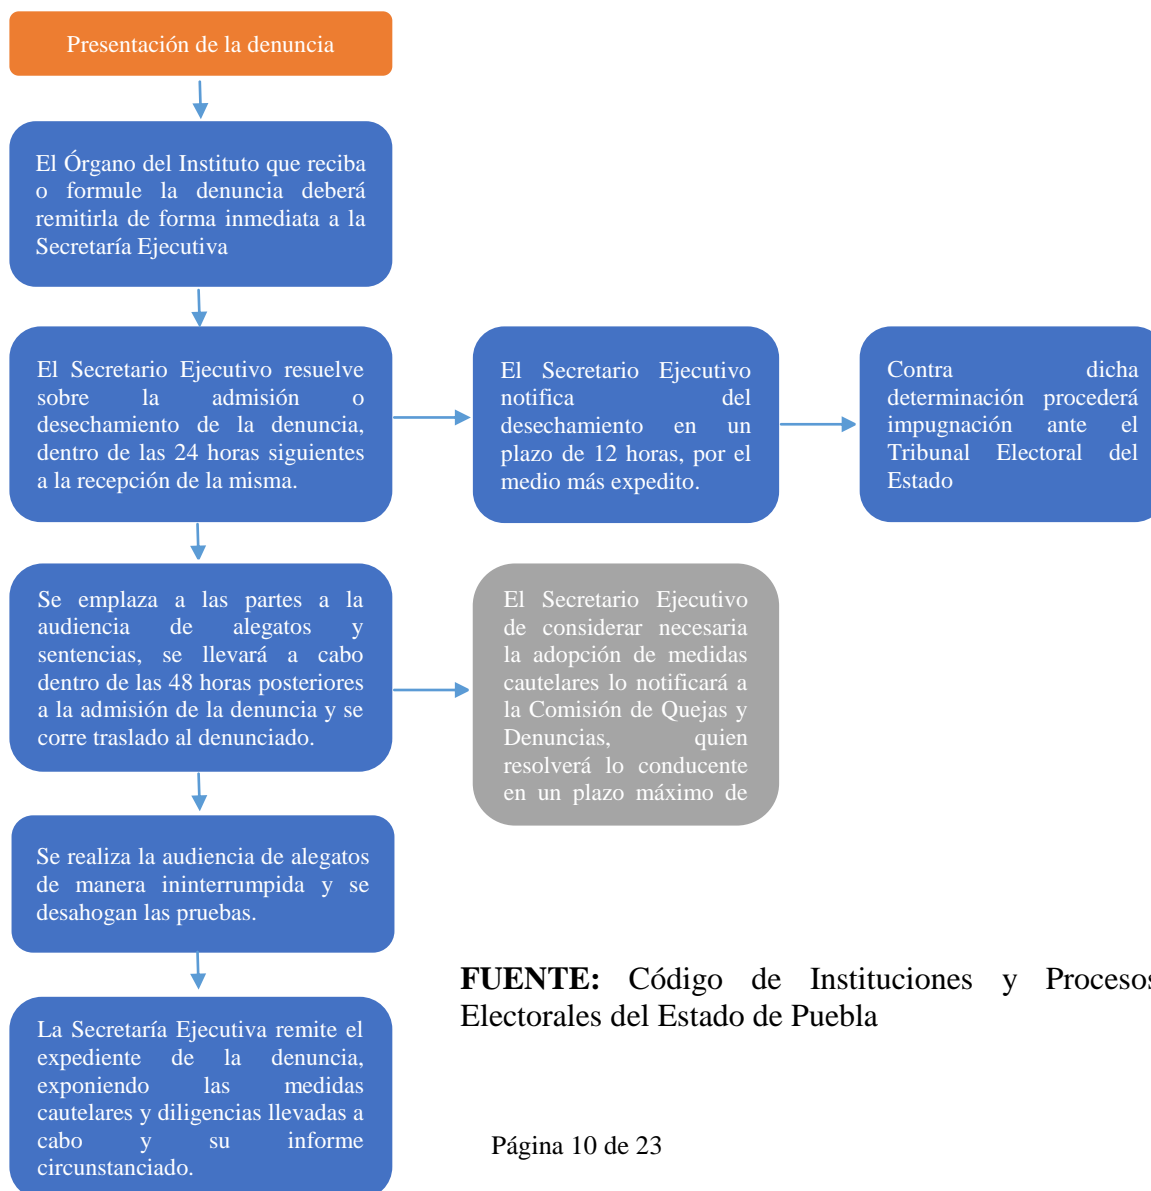 Presentación de la denuncia
El Órgano del Instituto que reciba
o formule la denuncia deberá
remitirla de forma inmediata a la
Secretaría Ejecutiva
El Secretario Ejecutivo resuelve
sobre la admisión o
desechamiento de la denuncia,
dentro de las 24 horas siguientes
a la recepción de la misma.
El Secretario Ejecutivo
notifica del
desechamiento en un
plazo de 12 horas, por el
medio más expedito.
Contra dicha
determinación procederá
impugnación ante el
Tribunal Electoral del
Estado
Se emplaza a las partes a la
audiencia de alegatos y
sentencias, se llevará a cabo
dentro de las 48 horas posteriores
a la admisión de la denuncia y se
corre traslado al denunciado.
El Secretario Ejecutivo
de considerar necesaria
la adopción de medidas
cautelares lo notificará a
la Comisión de Quejas y
Denuncias, quien
resolverá lo conducente
en un plazo máximo de
Se realiza la audiencia de alegatos
de manera ininterrumpida y se
desahogan las pruebas.
La Secretaría Ejecutiva remite el
expediente de la denuncia,
exponiendo las medidas
cautelares y diligencias llevadas a
cabo y su informe
circunstanciado.
FUENTE: Código de Instituciones y Procesos
Electorales del Estado de Puebla
Página 10 de 23